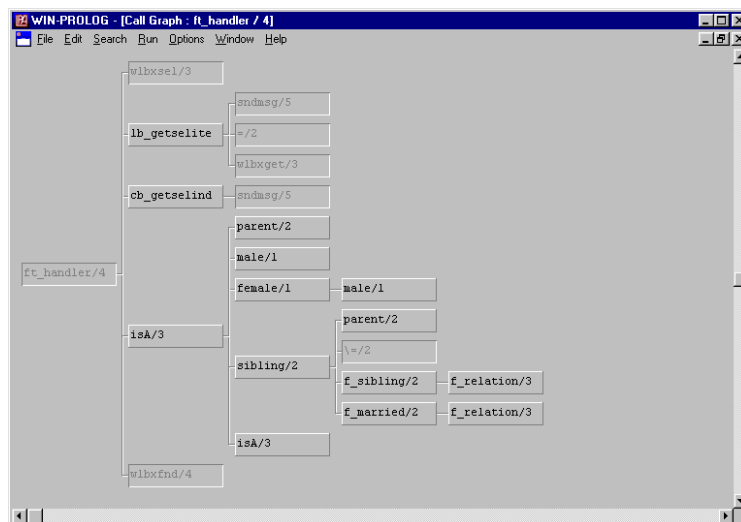 WIN-PROLOG - [Call Graph : ft_handler / 4]
File Edit Search Run Options Window Help
wlbxsel/3
sndmsg/5
lb_getselite
=/2
wlbxget/3
cb_getselind
sndmsg/5
parent/2
male/1
ft_handler/4
female/1
male/1
parent/2
isA/3
\=/2
sibling/2
f_sibling/2
f_relation/3
f_married/2
f_relation/3
isA/3
wlbxfnd/4